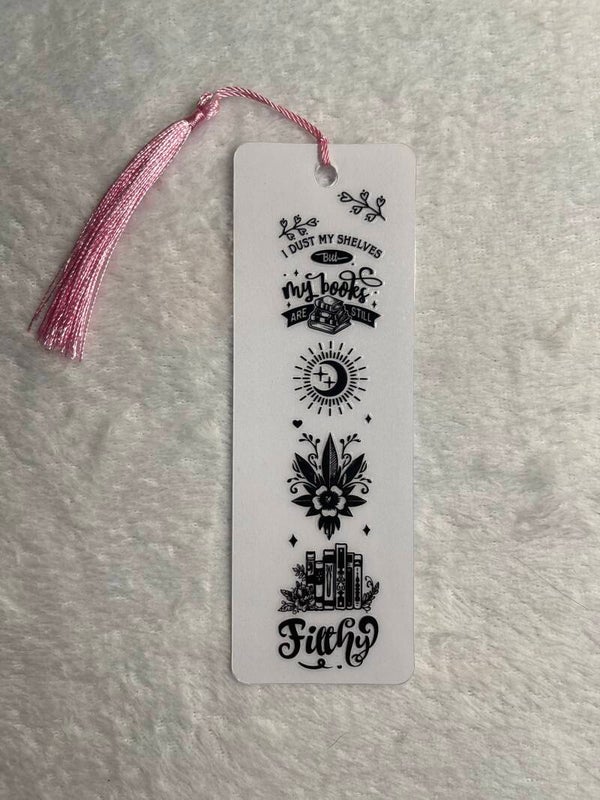 I DUST MY SHELVES
But
my books
ARE STILL
Filthy